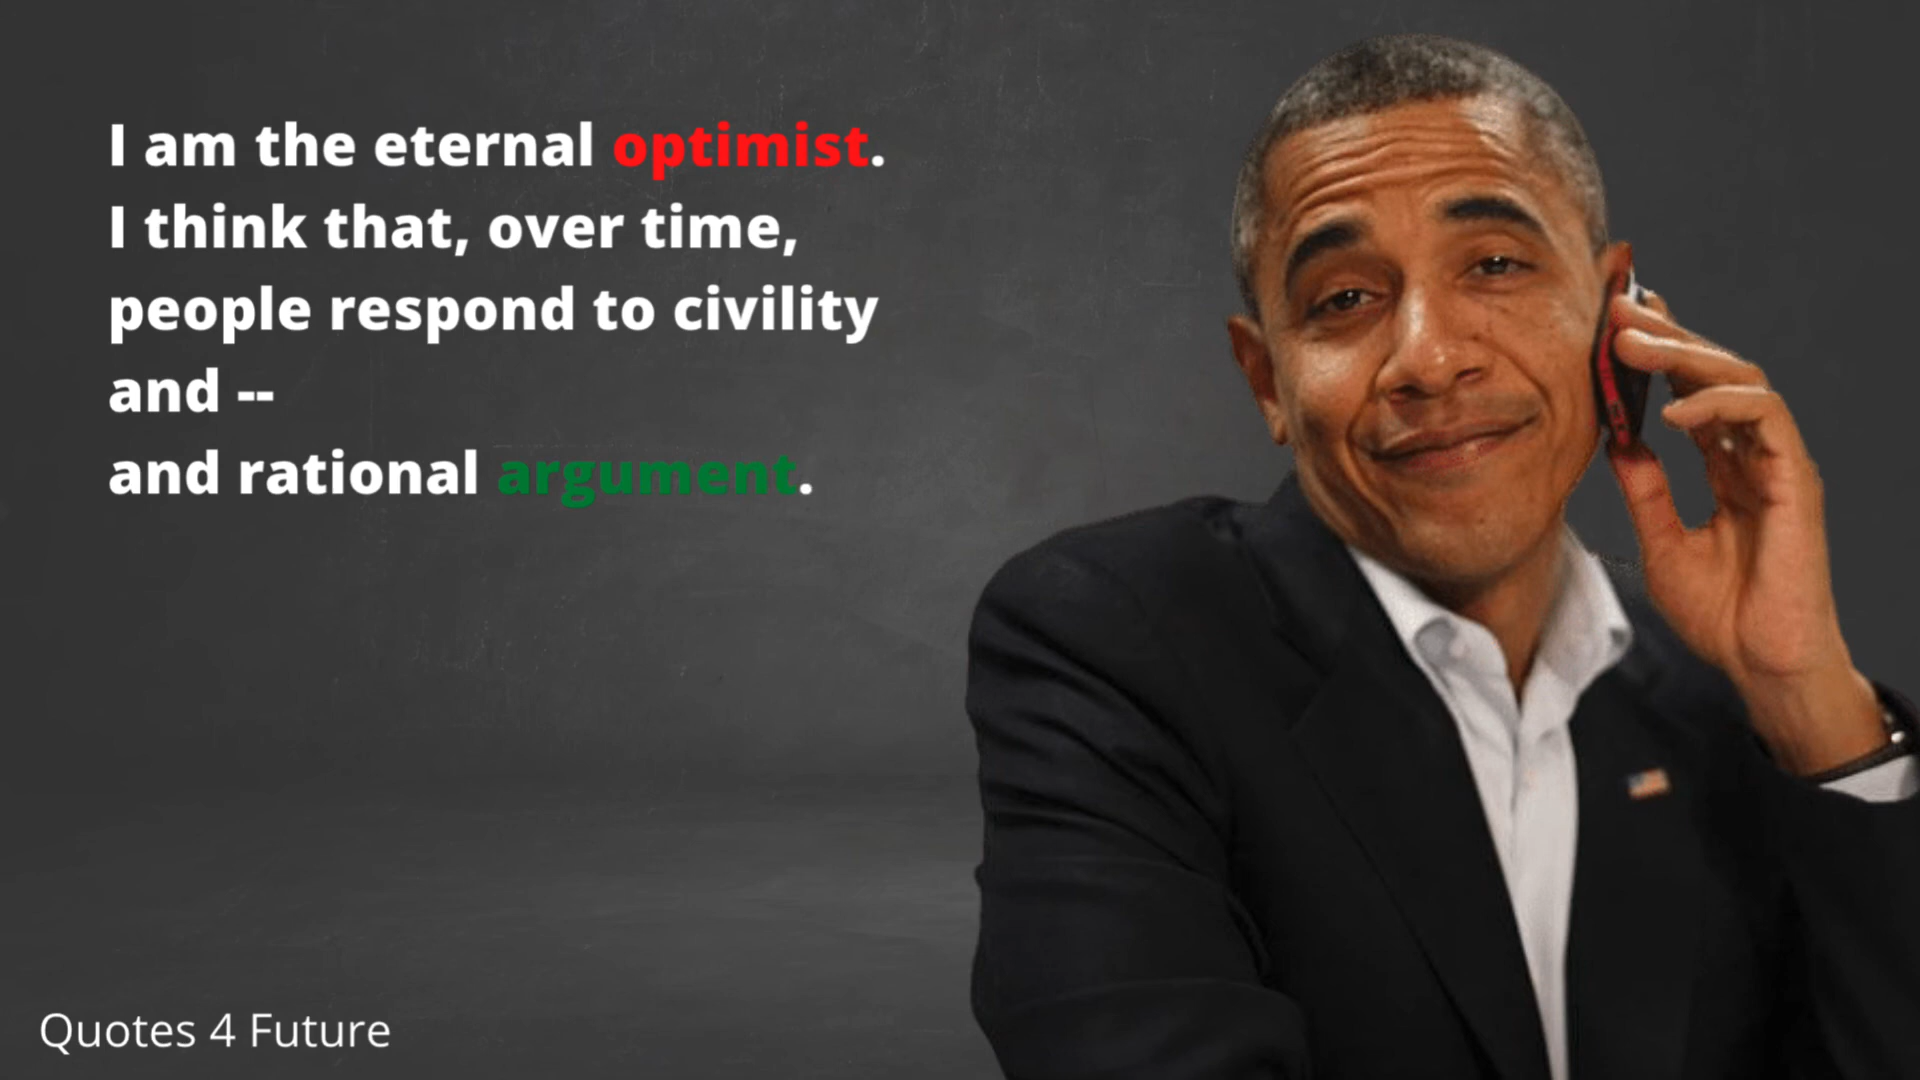 I am the eternal optimist.
I think that, over time,
people respond to civility
and --
and rational argument.
Quotes 4 Future